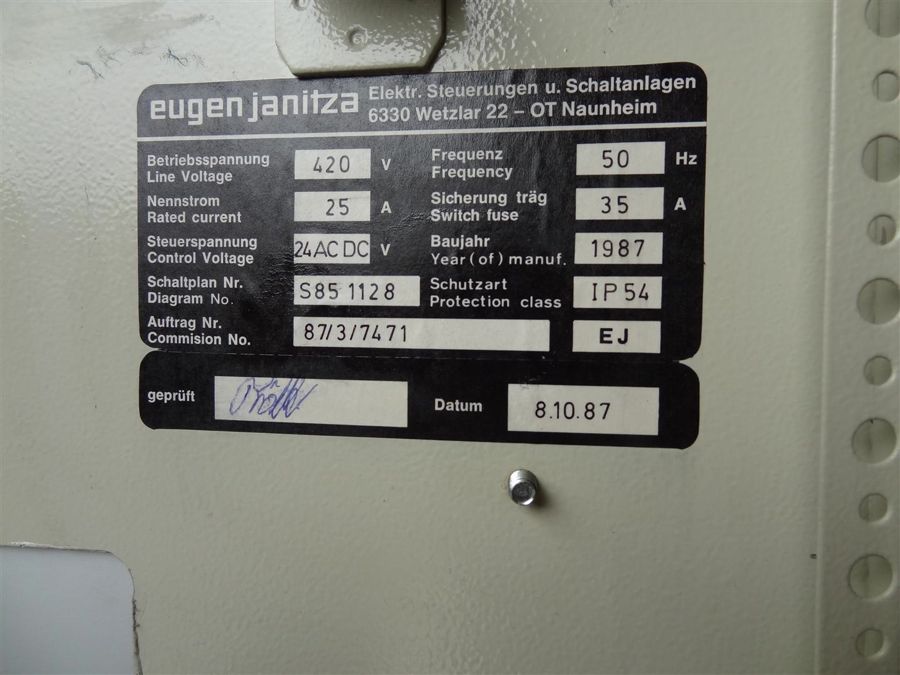 eugen janitza Elektr. Steuerungen u. Schaltanlagen
6330 Wetzlar 22 – OT Naunheim
Betriebsspannung
Line Voltage
420 V
Frequenz
Frequency
50 Hz
Nennstrom
Rated current
25 A
Sicherung träg
Switch fuse
35 A
Steuerspannung
Control Voltage
24AC DC V
Baujahr
Year (of) manuf.
1987
Schaltplan Nr.
Diagram No.
S85 1128
Schutzart
Protection class
IP 54
Auftrag Nr.
Commision No.
87/3/7471
EJ
geprüft
Datum
8.10.87